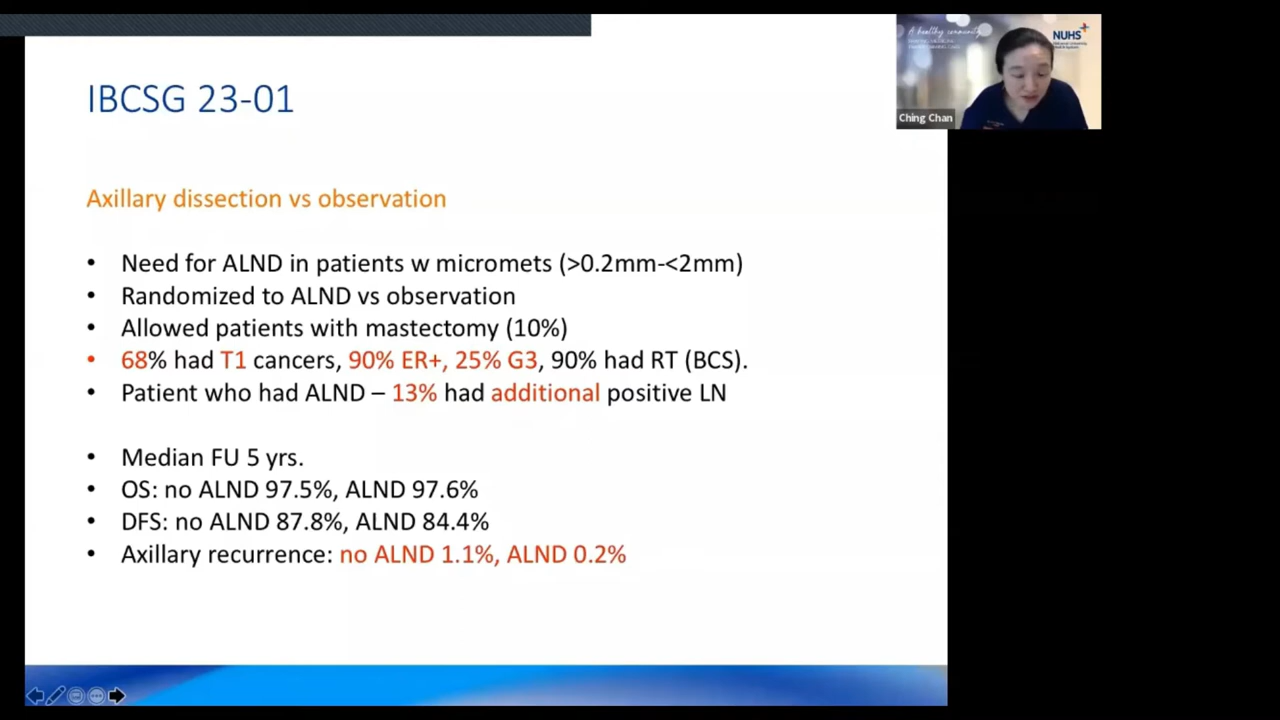 IBCSG 23-01
Axillary dissection vs observation
• Need for ALND in patients w micromets (>0.2mm-<2mm)
• Randomized to ALND vs observation
• Allowed patients with mastectomy (10%)
• 68% had T1 cancers, 90% ER+, 25% G3, 90% had RT (BCS).
• Patient who had ALND – 13% had additional positive LN
• Median FU 5 yrs.
• OS: no ALND 97.5%, ALND 97.6%
• DFS: no ALND 87.8%, ALND 84.4%
• Axillary recurrence: no ALND 1.1%, ALND 0.2%
A healthy community
NUHS
Ching Chan